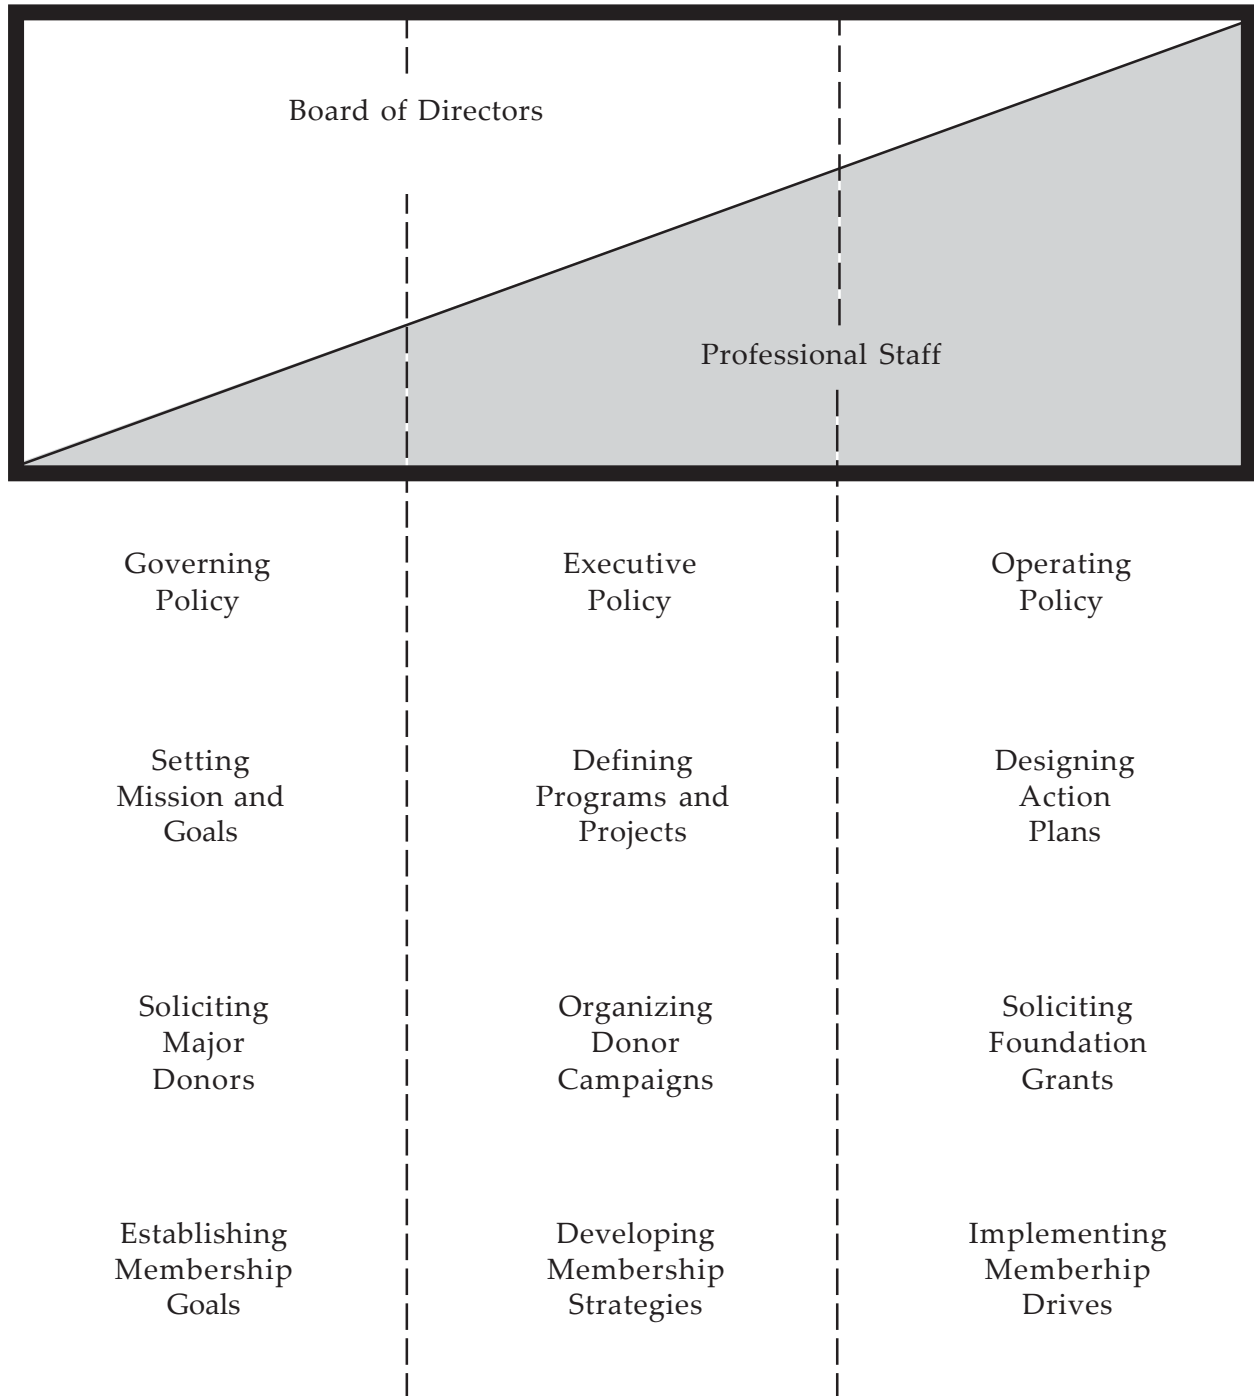 Board of Directors
Professional Staff
Governing
Policy
Executive
Policy
Operating
Policy
Setting
Mission and
Goals
Defining
Programs and
Projects
Designing
Action
Plans
Soliciting
Major
Donors
Organizing
Donor
Campaigns
Soliciting
Foundation
Grants
Establishing
Membership
Goals
Developing
Membership
Strategies
Implementing
Memberhip
Drives